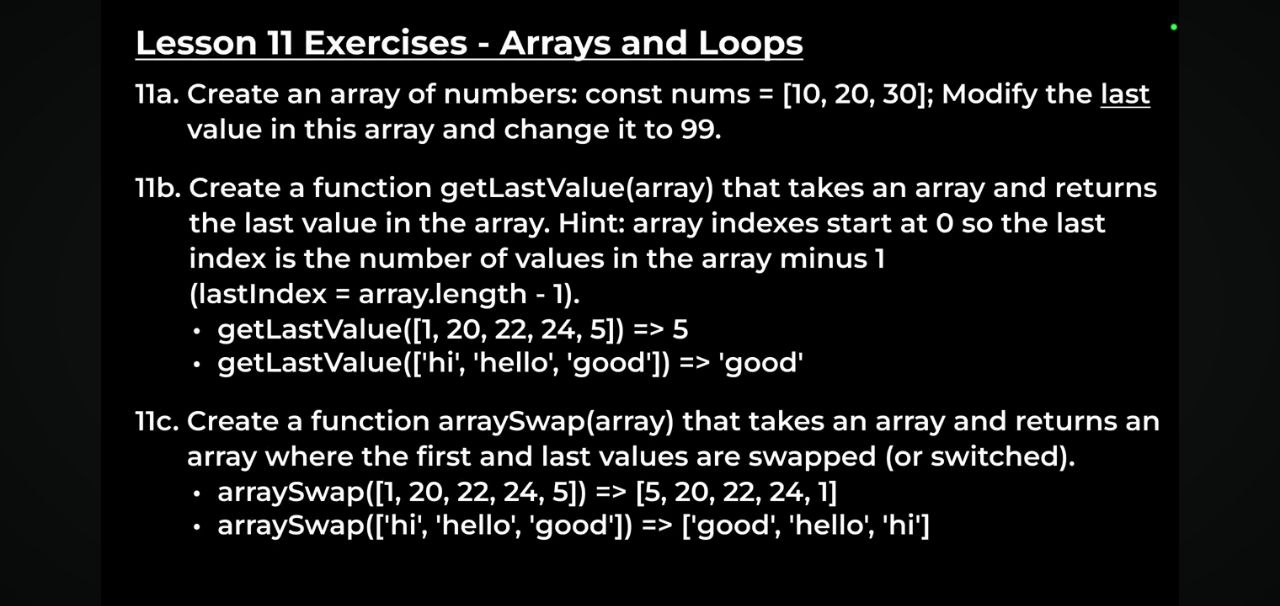 Lesson 11 Exercises - Arrays and Loops
11a. Create an array of numbers: const nums = [10, 20, 30]; Modify the last
value in this array and change it to 99.
11b. Create a function getLastValue(array) that takes an array and returns
the last value in the array. Hint: array indexes start at 0 so the last
index is the number of values in the array minus 1
(lastIndex = array.length - 1).
• getLastValue([1, 20, 22, 24, 5]) => 5
• getLastValue(['hi', 'hello', 'good']) => 'good'
11c. Create a function arraySwap(array) that takes an array and returns an
array where the first and last values are swapped (or switched).
• arraySwap([1, 20, 22, 24, 5]) => [5, 20, 22, 24, 1]
• arraySwap(['hi', 'hello', 'good']) => ['good', 'hello', 'hi']